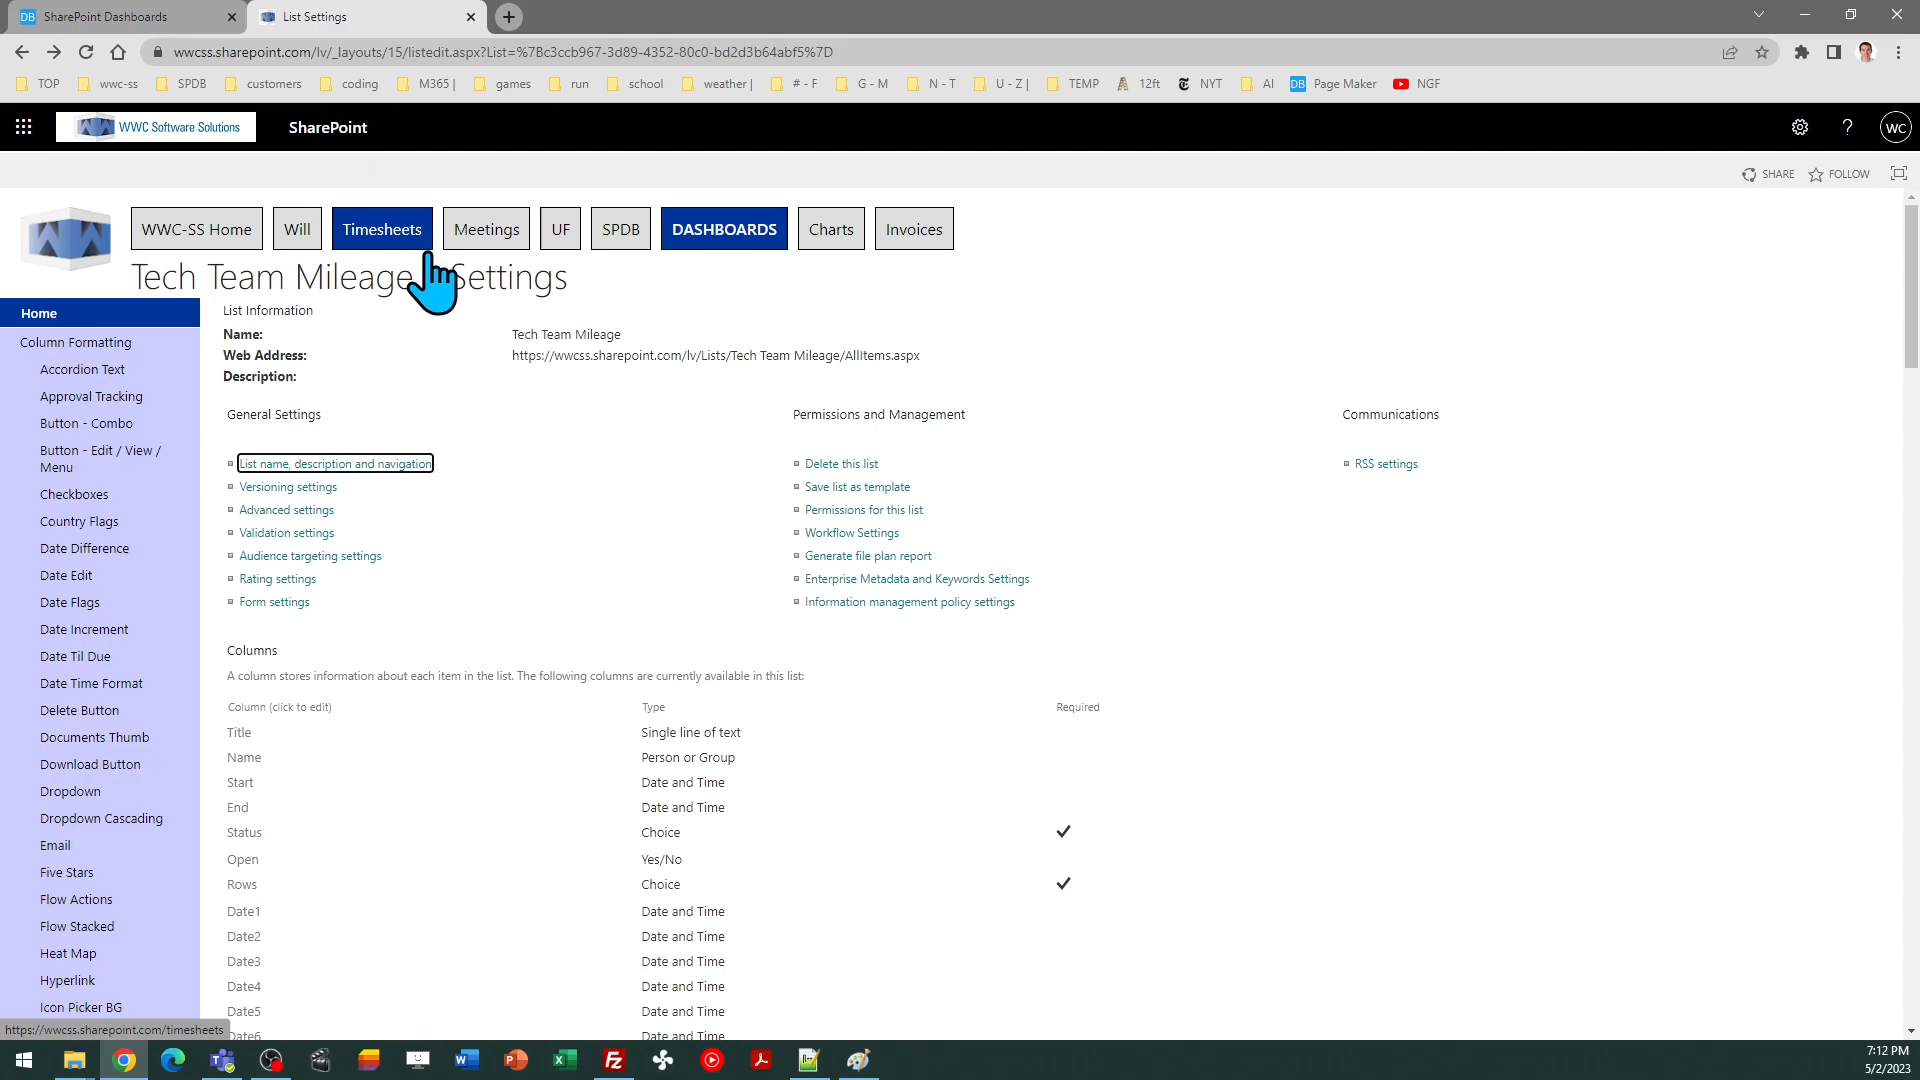 DB SharePoint Dashboards
List Settings
wwcss.sharepoint.com/lv/_layouts/15/listedit.aspx?List=%7Bc3ccb967-3d89-4352-80c0-bd2d3b64abf5%7D
TOP wwc-ss SPDB customers coding M365 | games run school weather | # - F G - M N - T U - Z | TEMP 12ft NYT AI DB Page Maker NGF
WWC Software Solutions SharePoint ? WC
SHARE FOLLOW
WWC-SS Home Will Timesheets Meetings UF SPDB DASHBOARDS Charts Invoices
Tech Team Mileage Settings
Home
Column Formatting
Accordion Text
Approval Tracking
Button - Combo
Button - Edit / View /
Menu
Checkboxes
Country Flags
Date Difference
Date Edit
Date Flags
Date Increment
Date Til Due
Date Time Format
Delete Button
Documents Thumb
Download Button
Dropdown
Dropdown Cascading
Email
Five Stars
Flow Actions
Flow Stacked
Heat Map
Hyperlink
Icon Picker BG
List Information
Name: Tech Team Mileage
Web Address: https://wwcss.sharepoint.com/lv/Lists/Tech Team Mileage/AllItems.aspx
Description:
General Settings
List name, description and navigation
Versioning settings
Advanced settings
Validation settings
Audience targeting settings
Rating settings
Form settings
Permissions and Management
Delete this list
Save list as template
Permissions for this list
Workflow Settings
Generate file plan report
Enterprise Metadata and Keywords Settings
Information management policy settings
Communications
RSS settings
Columns
A column stores information about each item in the list. The following columns are currently available in this list:
Column (click to edit) Type Required
Title Single line of text
Name Person or Group
Start Date and Time
End Date and Time
Status Choice
Open Yes/No
Rows Choice
Date1 Date and Time
Date2 Date and Time
Date3 Date and Time
Date4 Date and Time
Date5 Date and Time
Date6 Date and Time
https://wwcss.sharepoint.com/timesheets
7:12 PM
5/2/2023